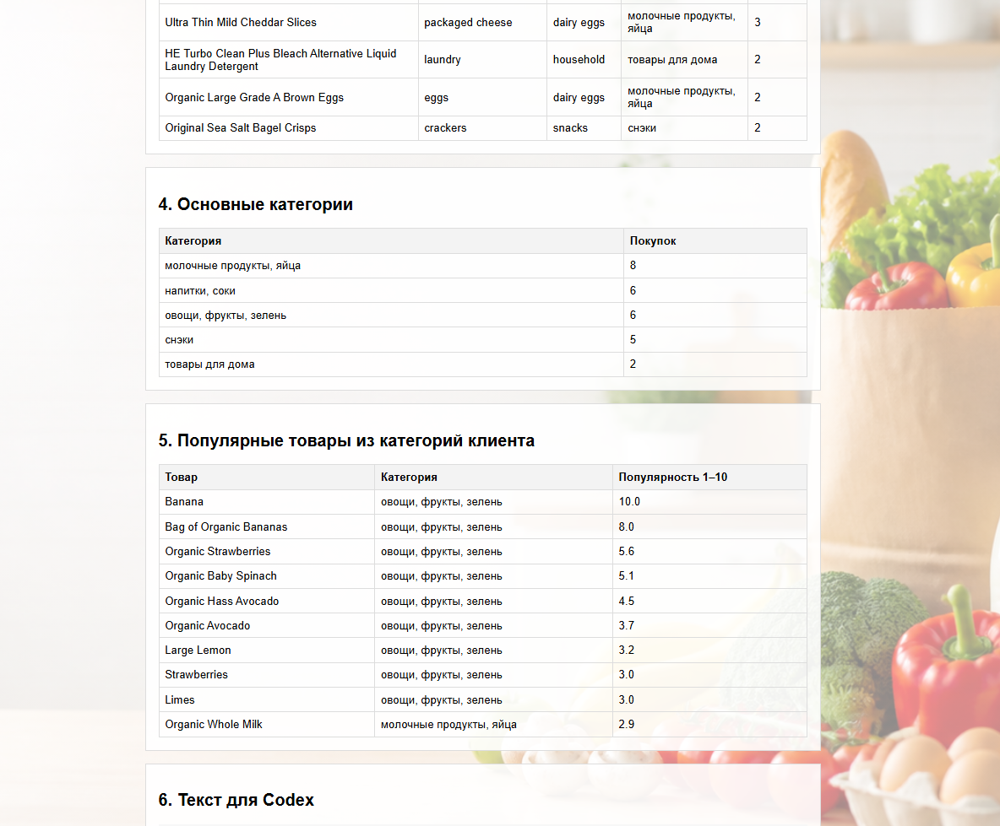 Ultra Thin Mild Cheddar Slices packaged cheese dairy eggs молочные продукты, яйца 3
HE Turbo Clean Plus Bleach Alternative Liquid Laundry Detergent laundry household товары для дома 2
Organic Large Grade A Brown Eggs eggs dairy eggs молочные продукты, яйца 2
Original Sea Salt Bagel Crisps crackers snacks снэки 2
4. Основные категории
Категория Покупок
молочные продукты, яйца 8
напитки, соки 6
овощи, фрукты, зелень 6
снэки 5
товары для дома 2
5. Популярные товары из категорий клиента
Товар Категория Популярность 1–10
Banana овощи, фрукты, зелень 10.0
Bag of Organic Bananas овощи, фрукты, зелень 8.0
Organic Strawberries овощи, фрукты, зелень 5.6
Organic Baby Spinach овощи, фрукты, зелень 5.1
Organic Hass Avocado овощи, фрукты, зелень 4.5
Organic Avocado овощи, фрукты, зелень 3.7
Large Lemon овощи, фрукты, зелень 3.2
Strawberries овощи, фрукты, зелень 3.0
Limes овощи, фрукты, зелень 3.0
Organic Whole Milk молочные продукты, яйца 2.9
6. Текст для Codex